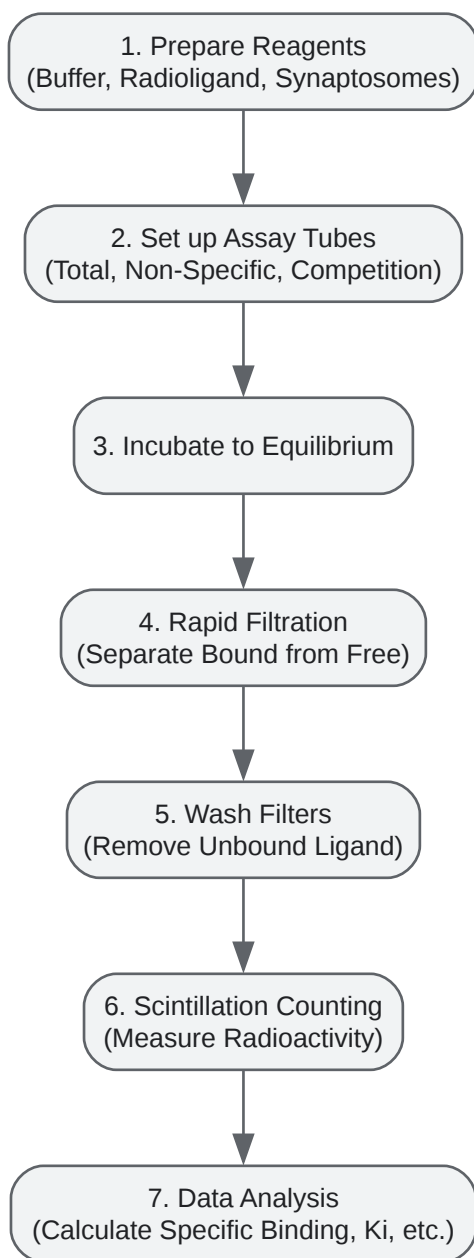 1. Prepare Reagents
(Buffer, Radioligand, Synaptosomes)
2. Set up Assay Tubes
(Total, Non-Specific, Competition)
3. Incubate to Equilibrium
4. Rapid Filtration
(Separate Bound from Free)
5. Wash Filters
(Remove Unbound Ligand)
6. Scintillation Counting
(Measure Radioactivity)
7. Data Analysis
(Calculate Specific Binding, Ki, etc.)